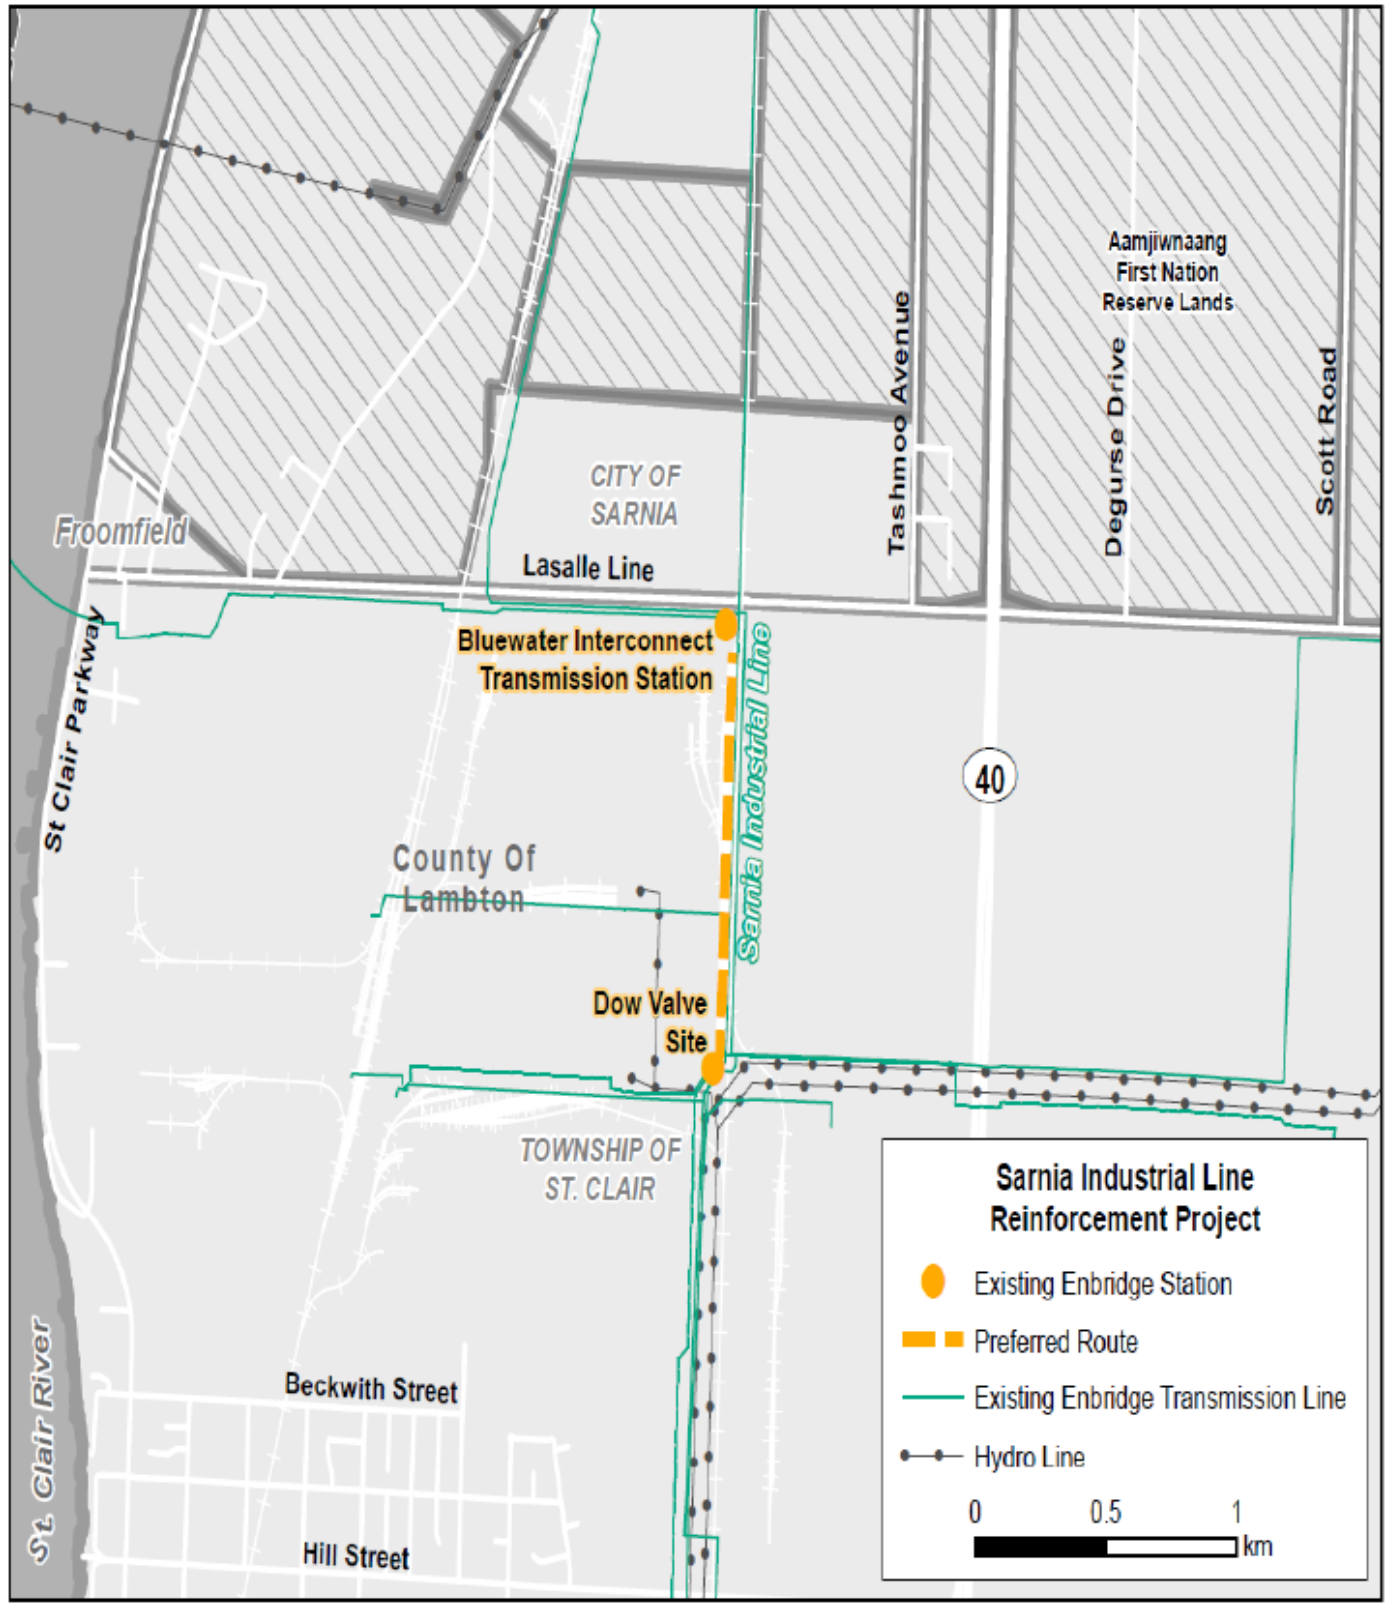 Aamjiwnaang
First Nation
Reserve Lands
Tashmoo Avenue
Degurse Drive
Scott Road
CITY OF
SARNIA
Froomfield
Lasalle Line
St Clair Parkway
Bluewater Interconnect
Transmission Station
Sarnia Industrial Line
40
County Of
Lambton
Dow Valve
Site
TOWNSHIP OF
ST. CLAIR
St. Clair River
Beckwith Street
Hill Street
Sarnia Industrial Line
Reinforcement Project
Existing Enbridge Station
Preferred Route
Existing Enbridge Transmission Line
Hydro Line
0 0.5 1
km